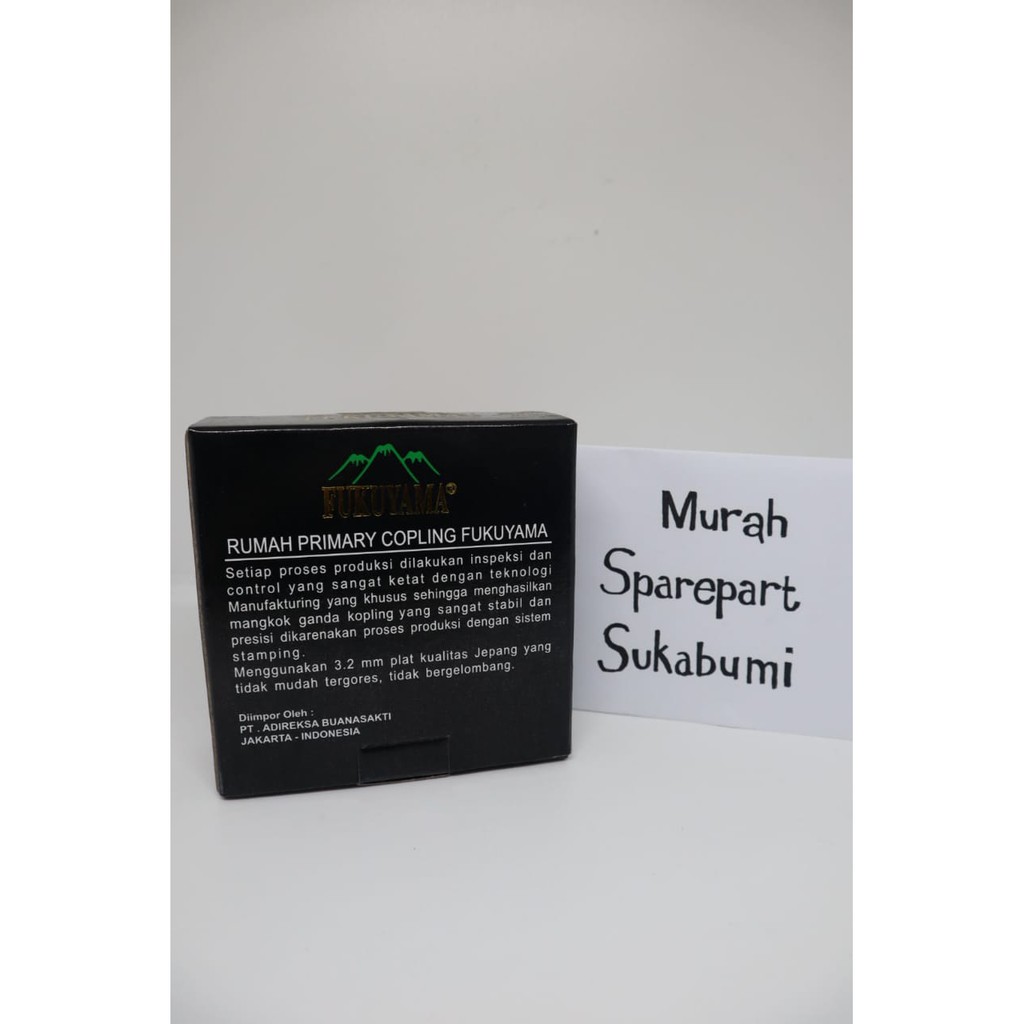 FUKUYAMA®
RUMAH PRIMARY COPLING FUKUYAMA
Setiap proses produksi dilakukan inspeksi dan
control yang sangat ketat dengan teknologi
Manufakturing yang khusus sehingga menghasilkan
mangkok ganda kopling yang sangat stabil dan
presisi dikarenakan proses produksi dengan sistem
stamping.
Menggunakan 3.2 mm plat kualitas Jepang yang
tidak mudah tergores, tidak bergelombang.
Diimpor Oleh :
PT . ADIREKSA BUANASAKTI
JAKARTA - INDONESIA
Murah
Sparepart
Sukabumi